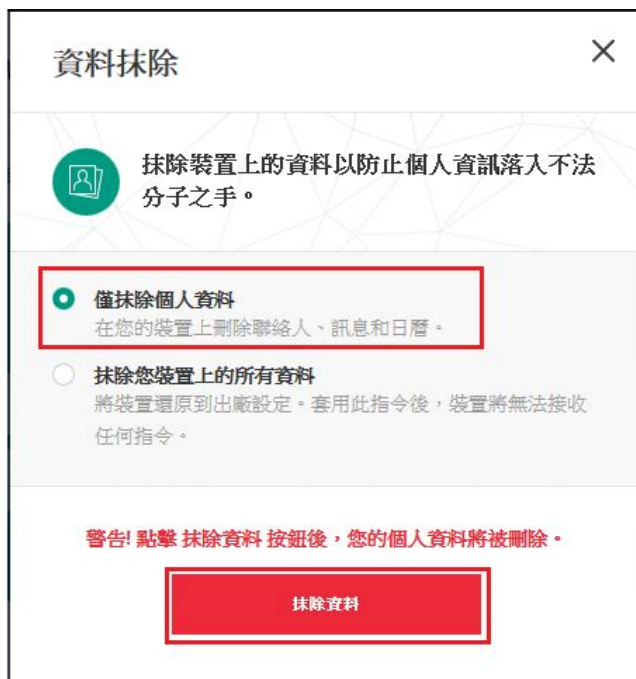 資料抹除
抹除裝置上的資料以防止個人資訊落入不法
分子之手。
僅抹除個人資料
在您的裝置上刪除聯絡人、訊息和日曆。
抹除您裝置上的所有資料
將裝置還原到出廠設定。套用此指令後，裝置將無法接收
任何指令。
警告! 點擊 抹除資料 按鈕後，您的個人資料將被刪除。
抹除資料